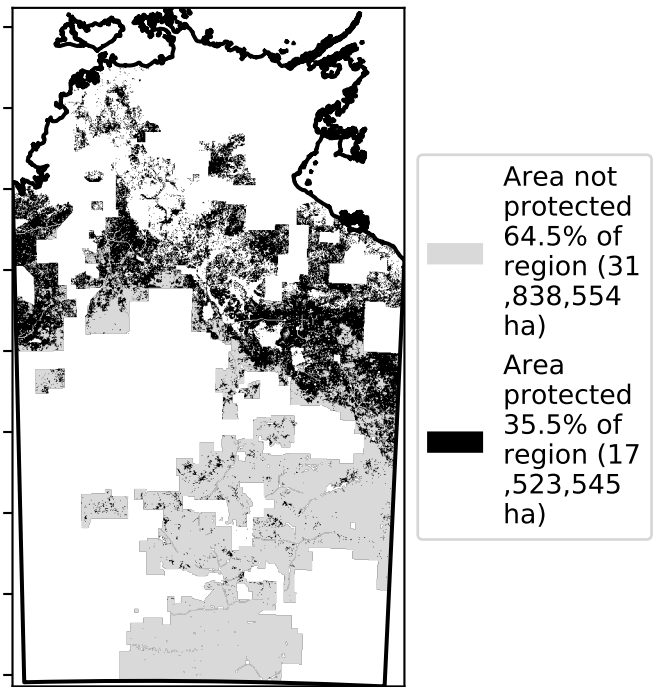 Area not
protected
64.5% of
region (31
,838,554
ha)
Area
protected
35.5% of
region (17
,523,545
ha)